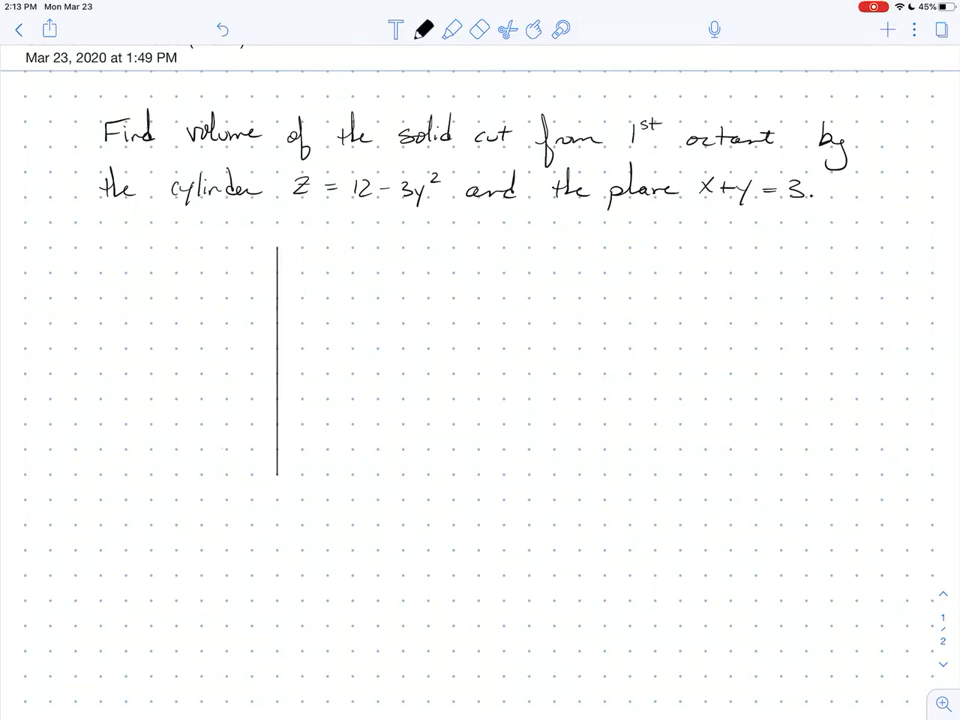 2:13 PM Mon Mar 23
45%
T
Mar 23, 2020 at 1:49 PM
Find volume of the solid cut from 1st octant by
the cylinder z = 12 - 3y² and the plane x + y = 3.
1
/
2